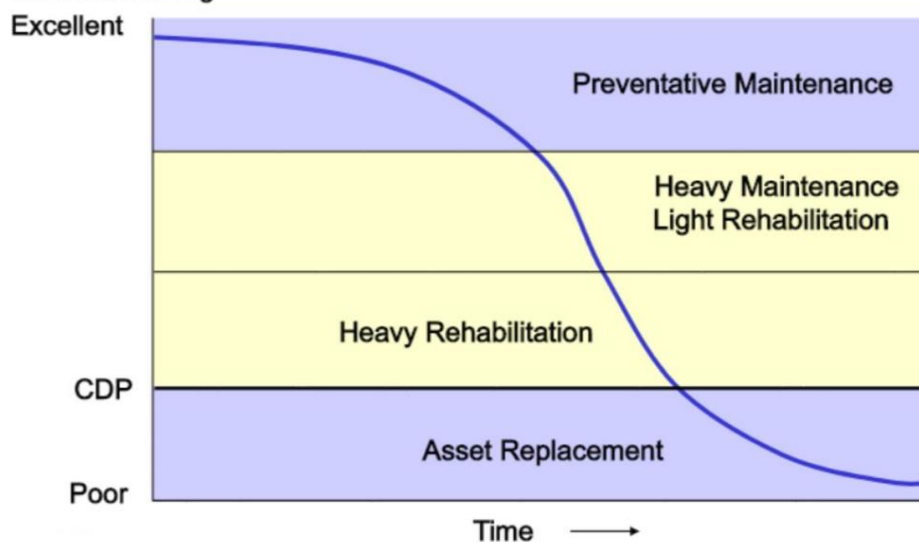 Excellent
Preventative Maintenance
Heavy Maintenance
Light Rehabilitation
Heavy Rehabilitation
CDP
Asset Replacement
Poor
Time